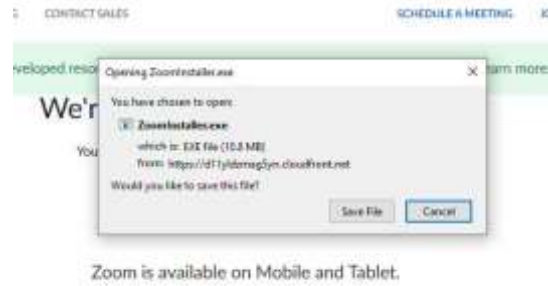 CONTACT SALES
SCHEDULE A MEETING
eloped reso
Opening ZoomInstaller.exe
arn more
We'r
You have chosen to open:
ZoomInstaller.exe
You
which is: EXE file (10.8 MB)
from:
Would you like to save this file?
Save File
Cancel
Zoom is available on Mobile and Tablet.